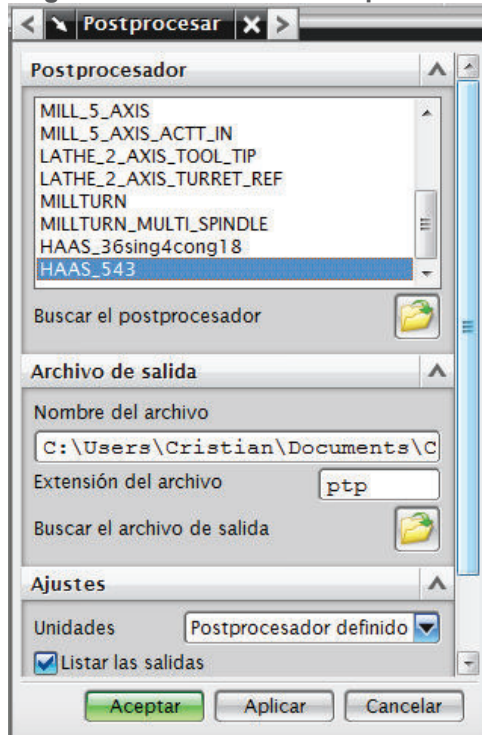 Postprocesar
Postprocesador
MILL_5_AXIS
MILL_5_AXIS_ACTT_IN
LATHE_2_AXIS_TOOL_TIP
LATHE_2_AXIS_TURRET_REF
MILLTURN
MILLTURN_MULTI_SPINDLE
HAAS_36sing4cong18
HAAS_543
Buscar el postprocesador
Archivo de salida
Nombre del archivo
C:\Users\Cristian\Documents\C
Extensión del archivo ptp
Buscar el archivo de salida
Ajustes
Unidades Postprocesador definido
Listar las salidas
Aceptar Aplicar Cancelar